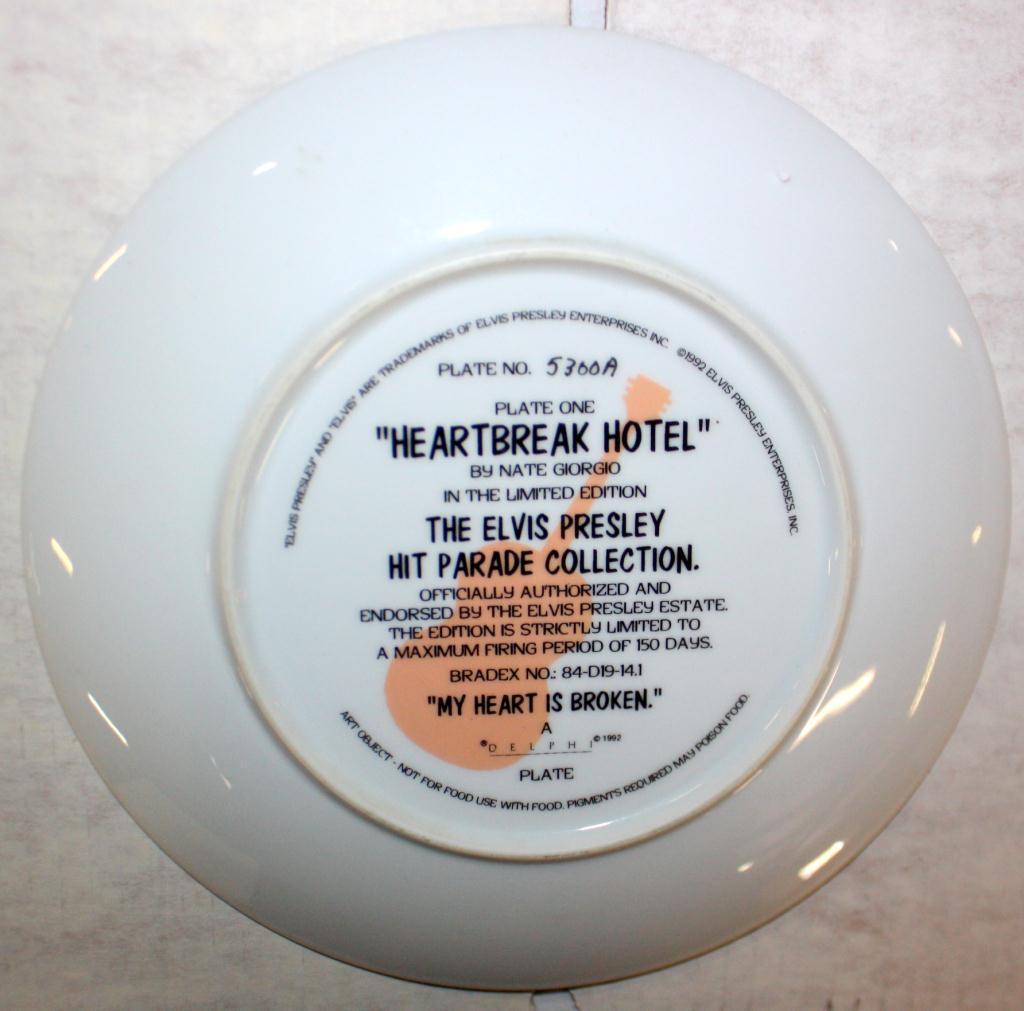 "ELVIS PRESLEY" AND "ELVIS" ARE TRADEMARKS OF ELVIS PRESLEY ENTERPRISES INC. ©1992 ELVIS PRESLEY ENTERPRISES, INC.
PLATE NO. 5300A
PLATE ONE
"HEARTBREAK HOTEL"
BY NATE GIORGIO
IN THE LIMITED EDITION
THE ELVIS PRESLEY
HIT PARADE COLLECTION.
OFFICIALLY AUTHORIZED AND
ENDORSED BY THE ELVIS PRESLEY ESTATE.
THE EDITION IS STRICTLY LIMITED TO
A MAXIMUM FIRING PERIOD OF 150 DAYS.
BRADEX NO.: 84-D19-14.1
"MY HEART IS BROKEN."
A
®DELPHI ©1992
PLATE
ART OBJECT - NOT FOR FOOD USE WITH FOOD. PIGMENTS REQUIRED MAY POISON FOOD.